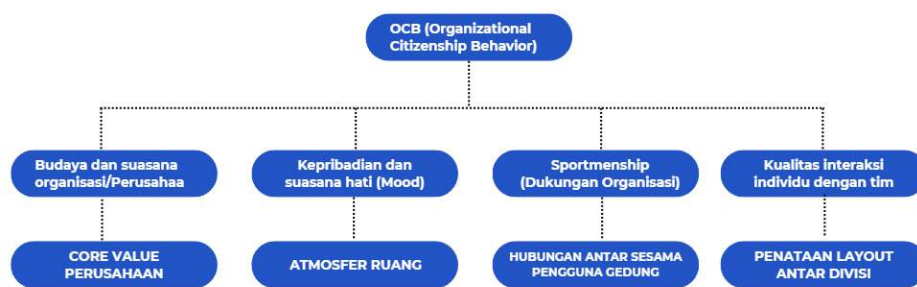 OCB (Organizational
Citizenship Behavior)
Budaya dan suasana
organisasi/Perusahaa
Kepribadian dan
suasana hati (Mood)
Sportmenship
(Dukungan Organisasi)
Kualitas interaksi
individu dengan tim
CORE VALUE
PERUSAHAAN
ATMOSFER RUANG
HUBUNGAN ANTAR SESAMA
PENGGUNA GEDUNG
PENATAAN LAYOUT
ANTAR DIVISI